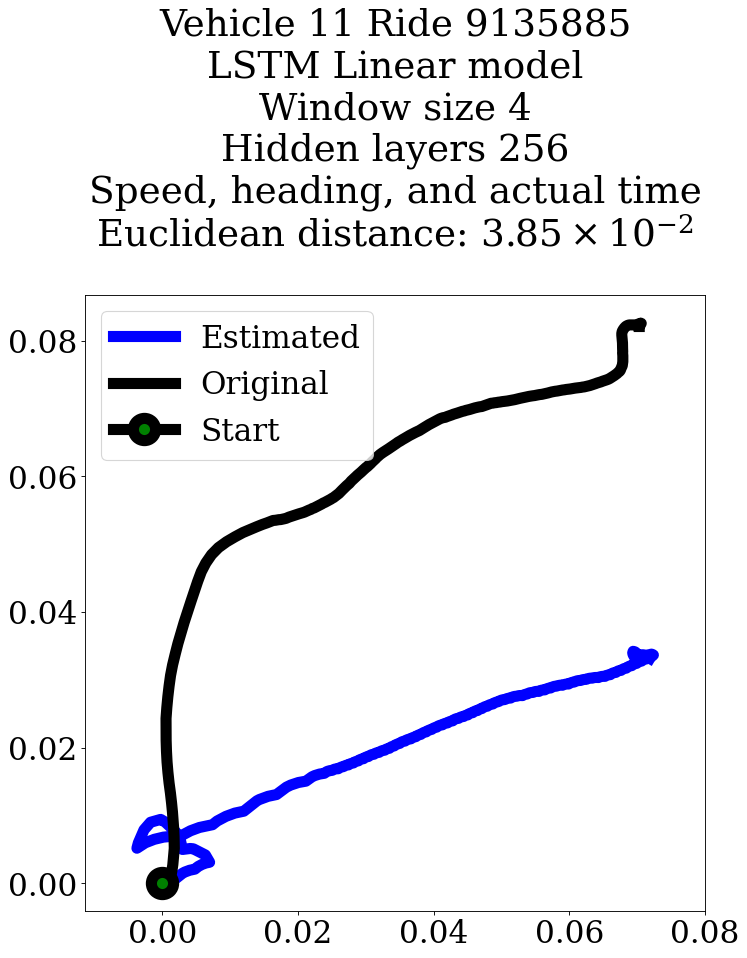 Vehicle 11 Ride 9135885
LSTM Linear model
Window size 4
Hidden layers 256
Speed, heading, and actual time
Euclidean distance: 3.85 × 10⁻²
Estimated
Original
Start
0.08
0.06
0.04
0.02
0.00
0.00 0.02 0.04 0.06 0.08